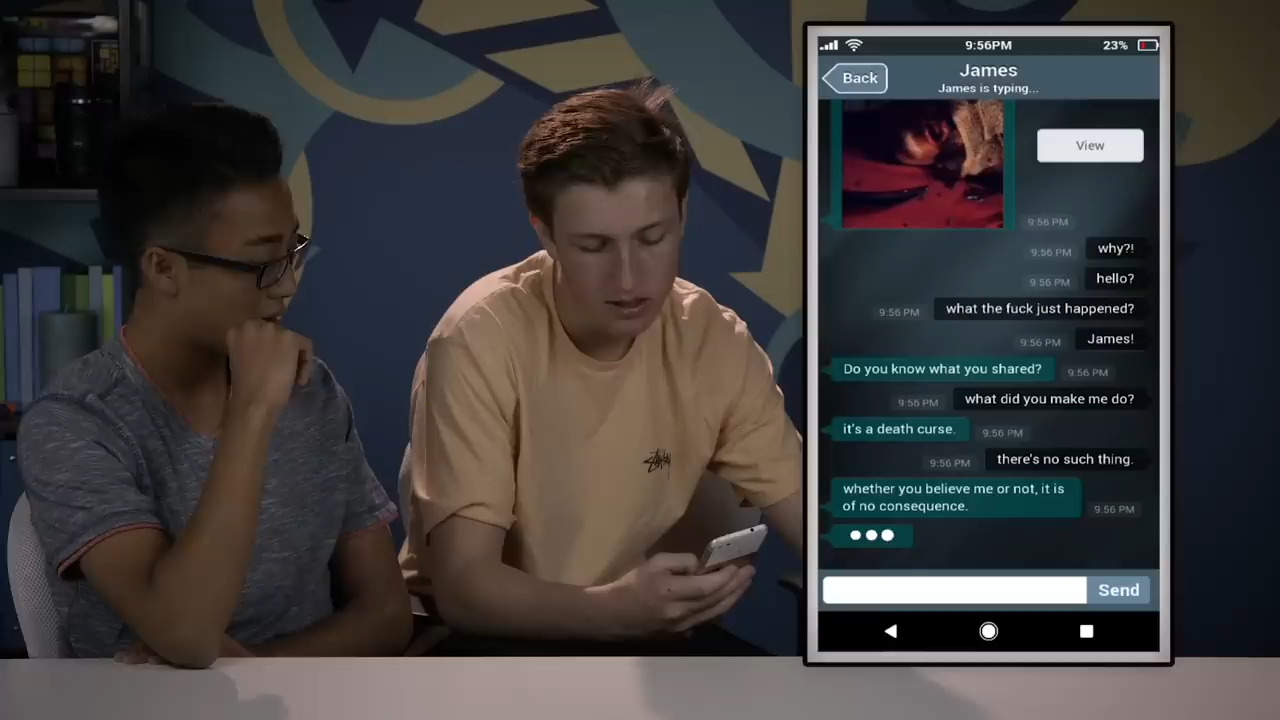 9:56PM
23%
Back
James
James is typing...
View
9:56 PM
9:56 PM
why?!
9:56 PM
hello?
9:56 PM
what the fuck just happened?
9:56 PM
James!
Do you know what you shared?
9:56 PM
9:56 PM
what did you make me do?
it's a death curse.
9:56 PM
9:56 PM
there's no such thing.
whether you believe me or not, it is
of no consequence.
9:56 PM
Send